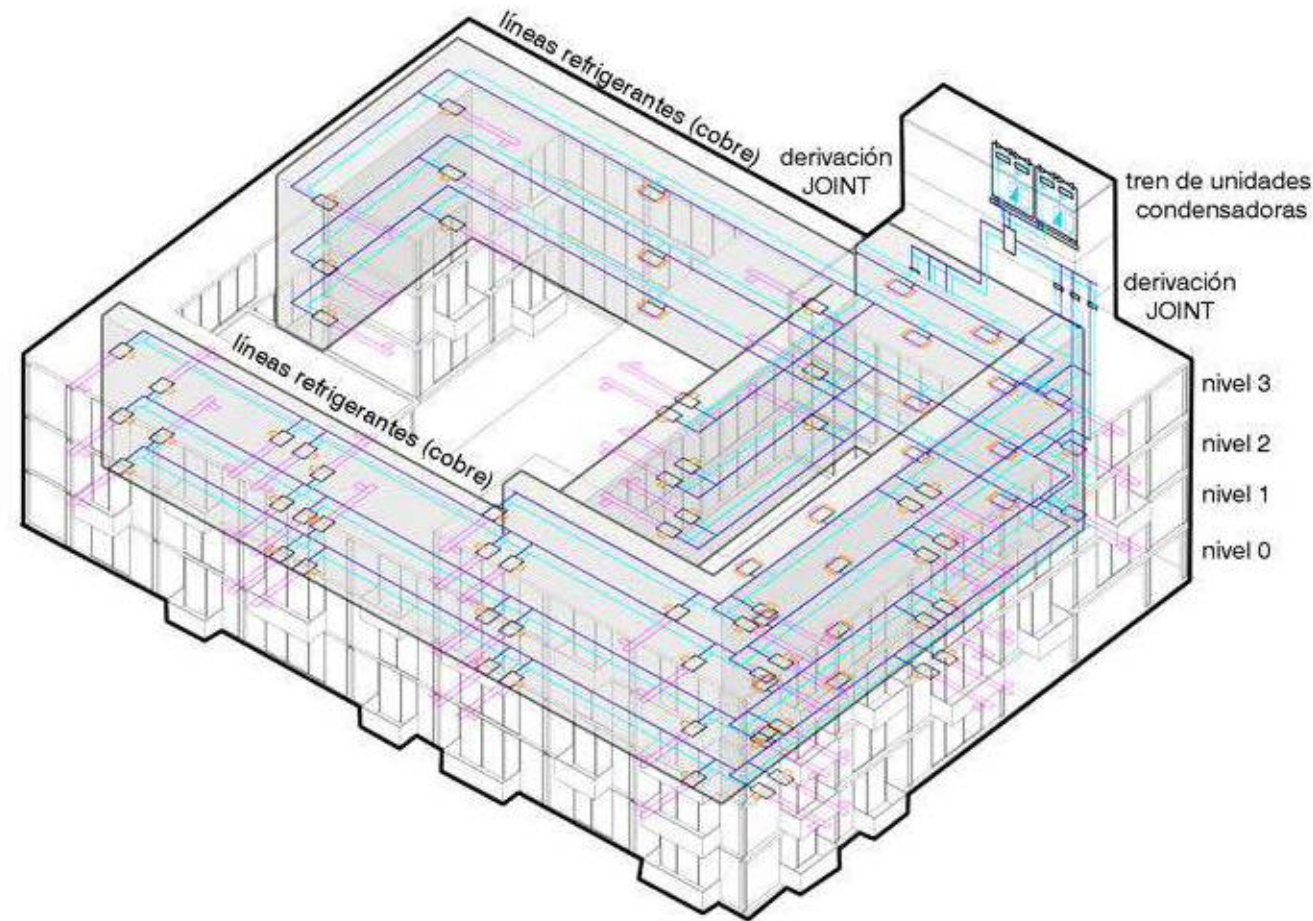 líneas refrigerantes (cobre)
derivación
JOINT
tren de unidades
condensadoras
derivación
JOINT
líneas refrigerantes (cobre)
nivel 3
nivel 2
nivel 1
nivel 0